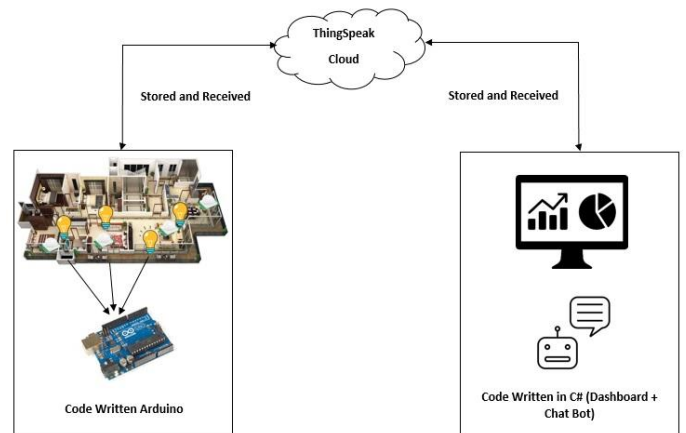 ThingSpeak
Cloud
Stored and Received
Stored and Received
Code Written Arduino
Code Written in C# (Dashboard +
Chat Bot)